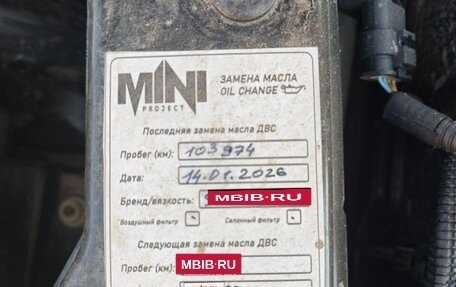 MINI
PROJECT
ЗАМЕНА МАСЛА
OIL CHANGE
Последняя замена масла ДВС
Пробег (км): 103974
Дата: 14.01.2026
Бренд/вязкость: MBIB.RU
Воздушный фильтр Салонный фильтр
Следующая замена масла ДВС
Пробег (км): MBIB.RU